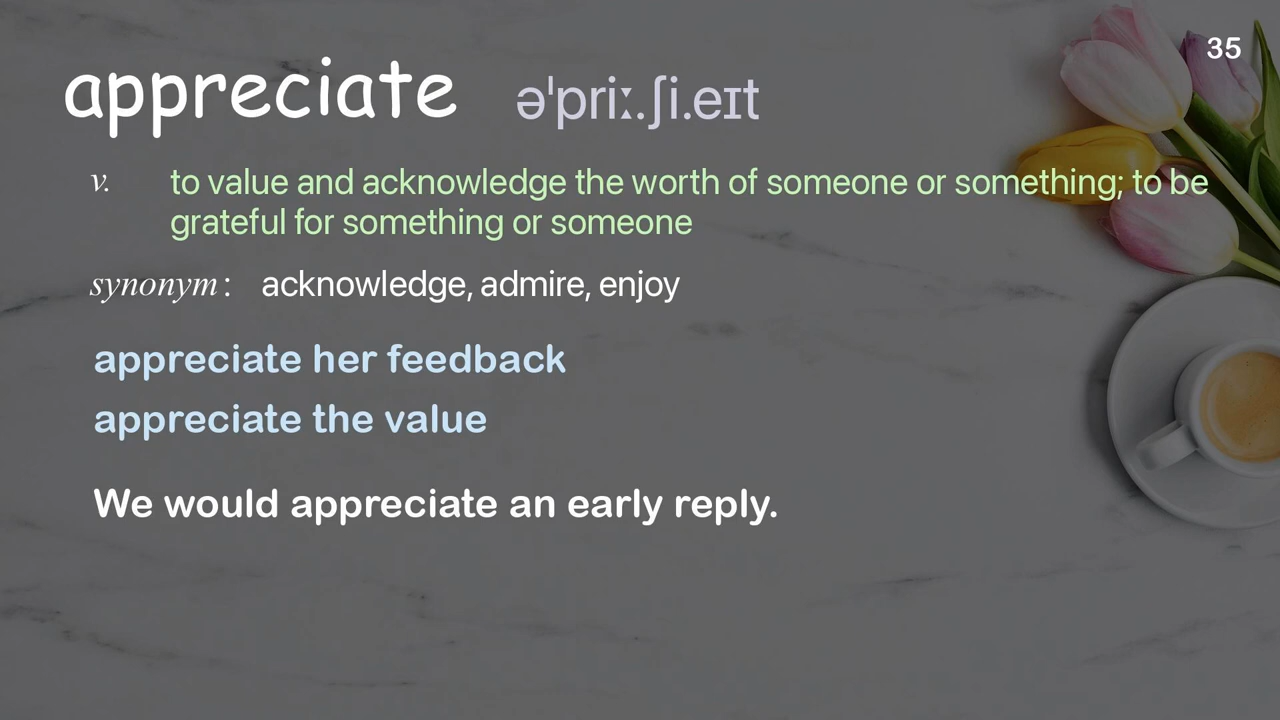 35
appreciate əˈpriː.ʃi.eɪt
v. to value and acknowledge the worth of someone or something; to be
grateful for something or someone
synonym : acknowledge, admire, enjoy
appreciate her feedback
appreciate the value
We would appreciate an early reply.